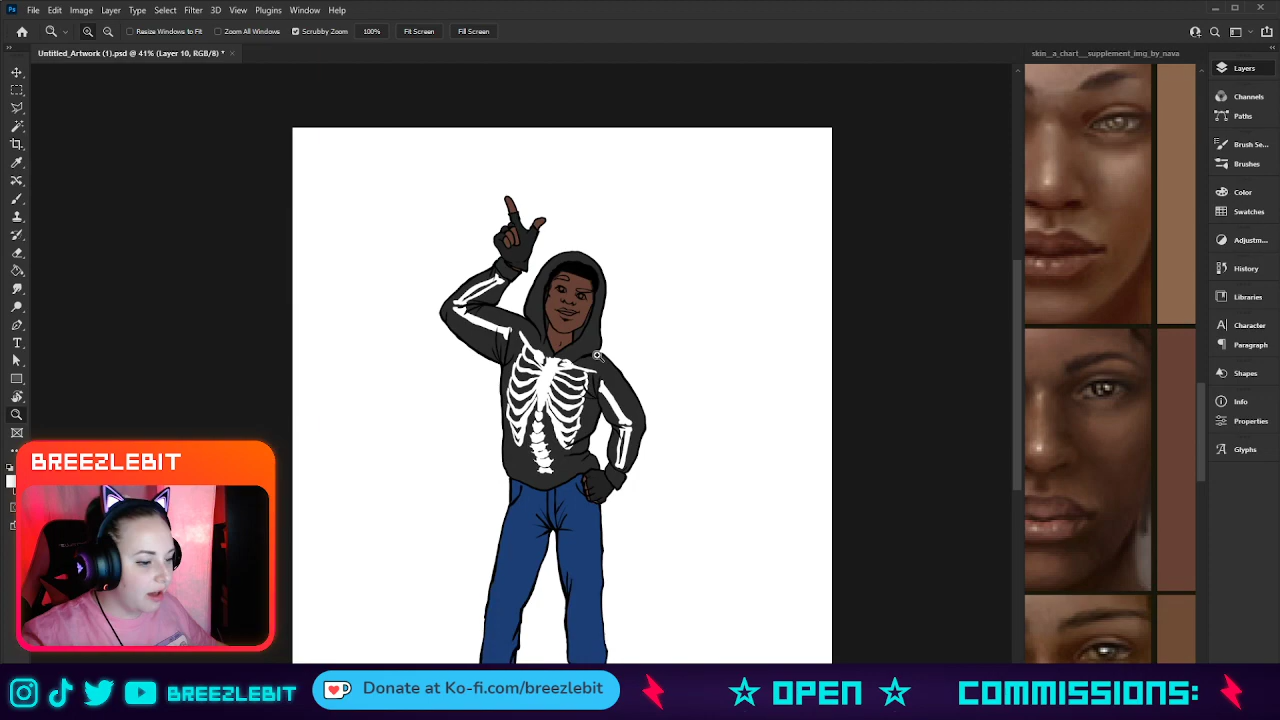 Ps File Edit Image Layer Type Select Filter 3D View Plugins Window Help
Resize Windows to Fit Zoom All Windows Scrubby Zoom 100% Fit Screen Fill Screen
Untitled_Artwork (1).psd @ 41% (Layer 10, RGB/8) * ×
skin__a_chart__supplement_img_by_nava
Layers
Channels
Paths
Brush Se...
Brushes
Color
Swatches
Adjustm...
History
Libraries
Character
Paragraph
Shapes
Info
Properties
Glyphs
BREEZLEBIT
BREEZLEBIT
Donate at Ko-fi.com/breezlebit
OPEN
COMMISSIONS: